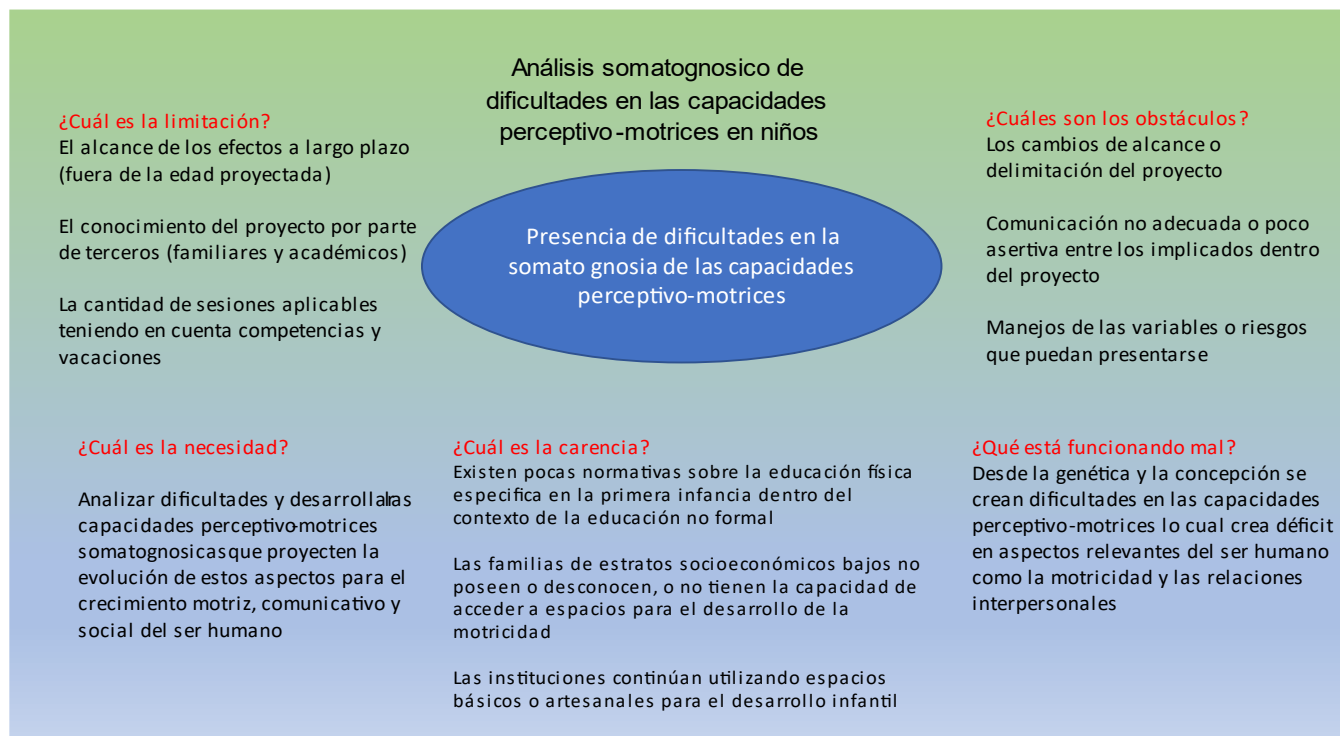 Análisis somatognosico de
dificultades en las capacidades
perceptivo-motrices en niños
¿Cuál es la limitación?
El alcance de los efectos a largo plazo
(fuera de la edad proyectada)
El conocimiento del proyecto por parte
de terceros (familiares y académicos)
La cantidad de sesiones aplicables
teniendo en cuenta competencias y
vacaciones
Presencia de dificultades en la
somato gnosia de las capacidades
perceptivo-motrices
¿Cuáles son los obstáculos?
Los cambios de alcance o
delimitación del proyecto
Comunicación no adecuada o poco
asertiva entre los implicados dentro
del proyecto
Manejos de las variables o riesgos
que puedan presentarse
¿Cuál es la necesidad?
Analizar dificultades y desarrollar las
capacidades perceptivo-motrices
somatognosicas que proyecten la
evolución de estos aspectos para el
crecimiento motriz, comunicativo y
social del ser humano
¿Cuál es la carencia?
Existen pocas normativas sobre la educación física
especifica en la primera infancia dentro del
contexto de la educación no formal
Las familias de estratos socioeconómicos bajos no
poseen o desconocen, o no tienen la capacidad de
acceder a espacios para el desarrollo de la
motricidad
Las instituciones continúan utilizando espacios
básicos o artesanales para el desarrollo infantil
¿Qué está funcionando mal?
Desde la genética y la concepción se
crean dificultades en las capacidades
perceptivo-motrices lo cual crea déficit
en aspectos relevantes del ser humano
como la motricidad y las relaciones
interpersonales